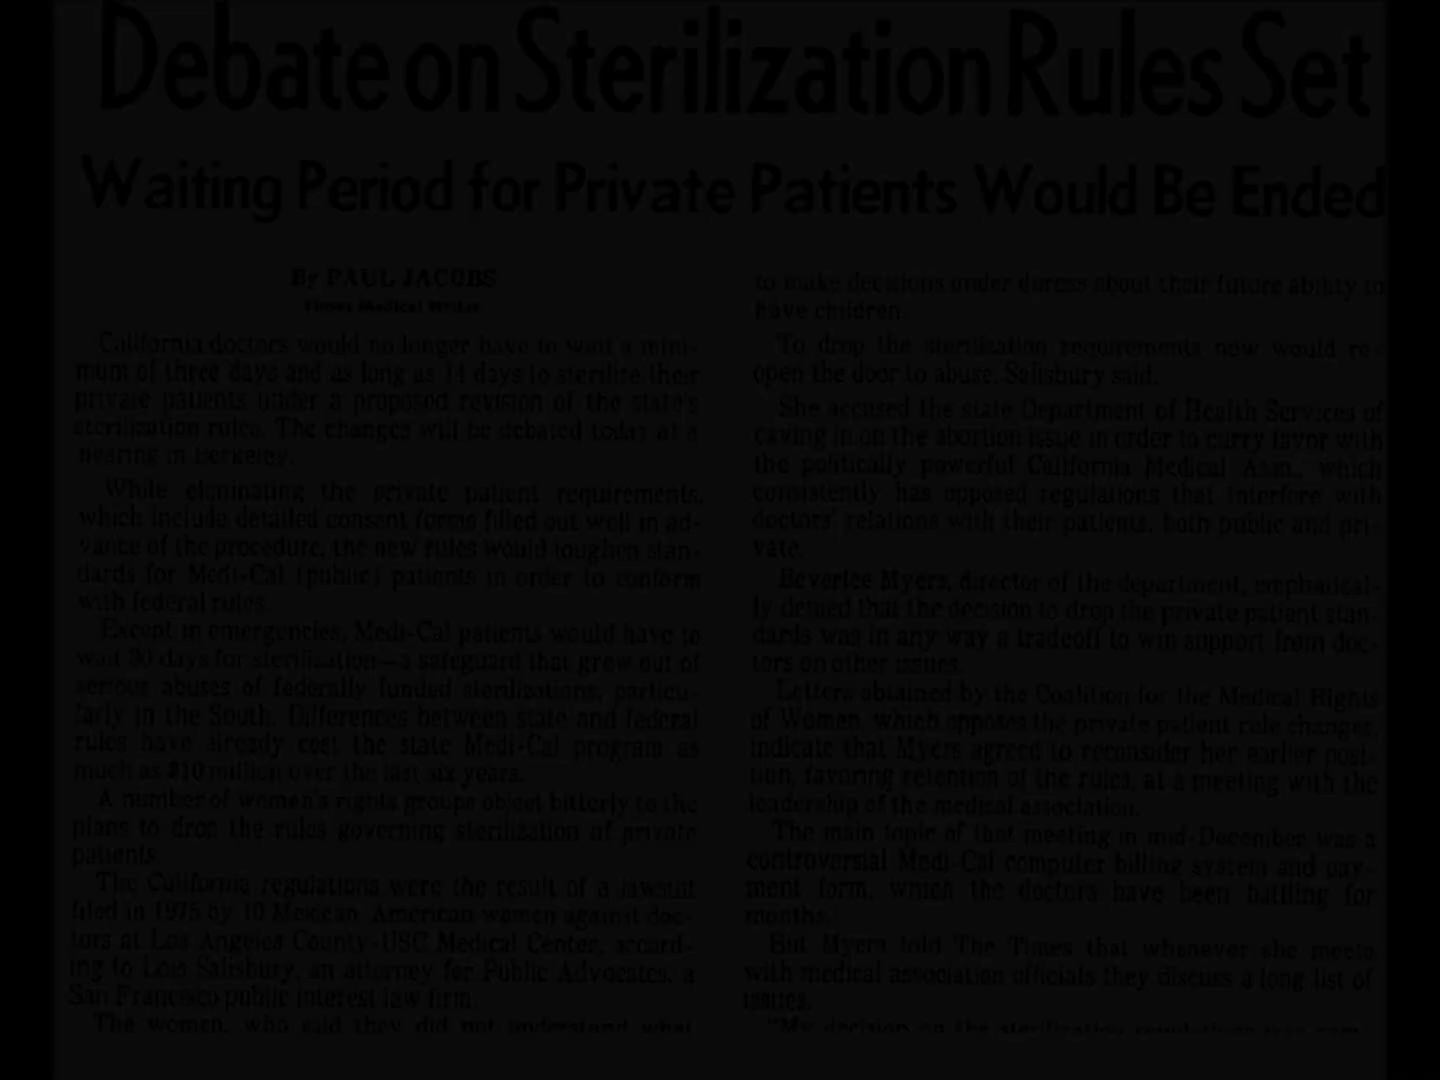 Debate on Sterilization Rules Set
Waiting Period for Private Patients Would Be Ended
By PAUL JACOBS
Times Medical Writer
California doctors would no longer have to wait a mini-
mum of three days and as long as 14 days to sterilize their
private patients under a proposed revision of the state's
sterilization rules. The changes will be debated today at a
hearing in Berkeley.
While eliminating the private patient requirements,
which include detailed consent forms filled out well in ad-
vance of the procedure, the new rules would toughen stan-
dards for Medi-Cal (public) patients in order to conform
with federal rules.
Except in emergencies, Medi-Cal patients would have to
wait 30 days for sterilization—a safeguard that grew out of
serious abuses of federally funded sterilizations, particu-
larly in the South. Differences between state and federal
rules have already cost the state Medi-Cal program as
much as $10 million over the last six years.
A number of women's rights groups object bitterly to the
plans to drop the rules governing sterilization of private
patients.
The California regulations were the result of a lawsuit
filed in 1975 by 10 Mexican American women against doc-
tors at Los Angeles County-USC Medical Center, accord-
ing to Lois Salisbury, an attorney for Public Advocates, a
San Francisco public interest law firm.
The women, who said they did not understand what
to make decisions under duress about their future ability to
have children.
To drop the sterilization requirements now would re-
open the door to abuse, Salisbury said.
She accused the state Department of Health Services of
caving in on the abortion issue in order to curry favor with
the politically powerful California Medical Assn., which
consistently has opposed regulations that interfere with
doctors' relations with their patients, both public and pri-
vate.
Beverlee Myers, director of the department, emphatical-
ly denied that the decision to drop the private patient stan-
dards was in any way a tradeoff to win support from doc-
tors on other issues.
Letters obtained by the Coalition for the Medical Rights
of Women, which opposes the private patient rule changes,
indicate that Myers agreed to reconsider her earlier posi-
tion, favoring retention of the rules, at a meeting with the
leadership of the medical association.
The main topic of that meeting in mid-December was a
controversial Medi-Cal computer billing system and pay-
ment form, which the doctors have been battling for
months.
But Myers told The Times that whenever she meets
with medical association officials they discuss a long list of
issues.
"My decision on the sterilization regulations was